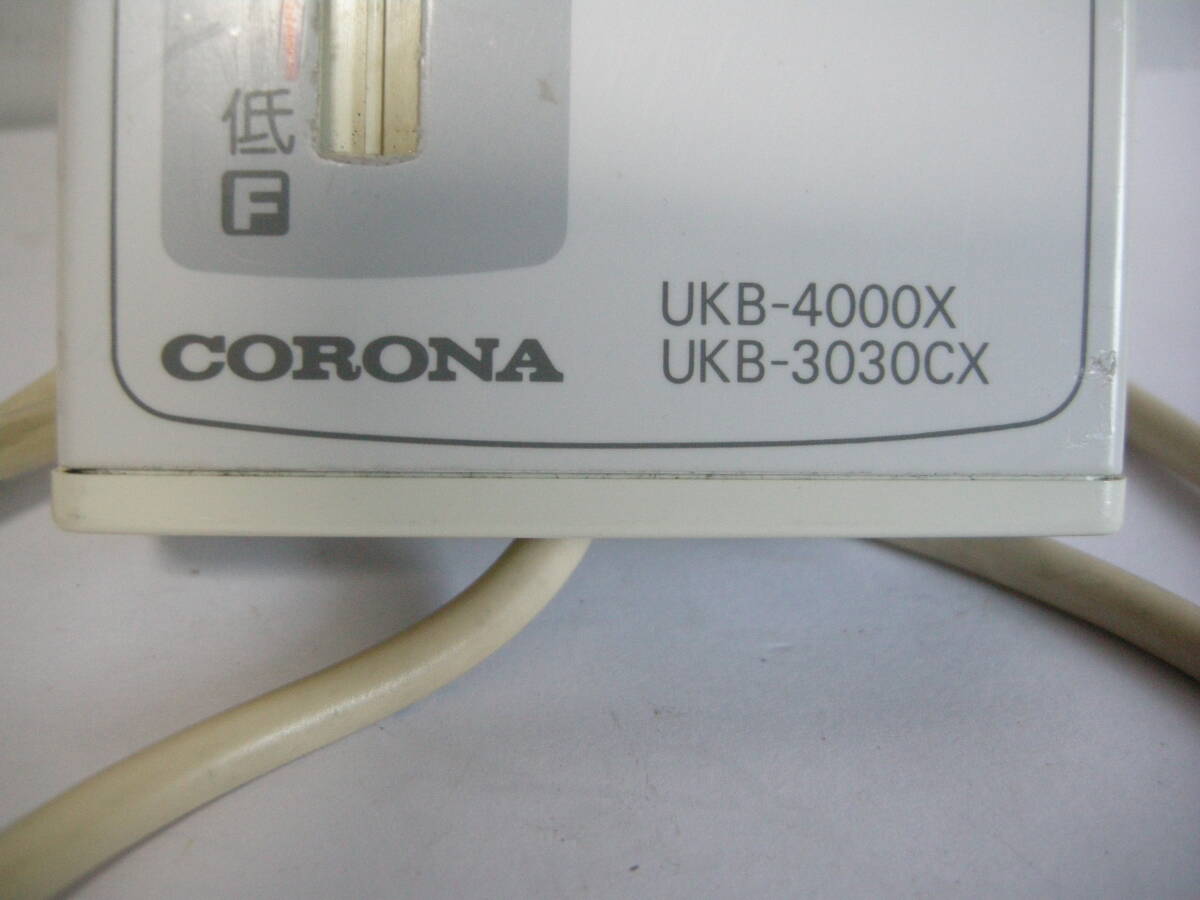 低
F
CORONA
UKB-4000X
UKB-3030CX